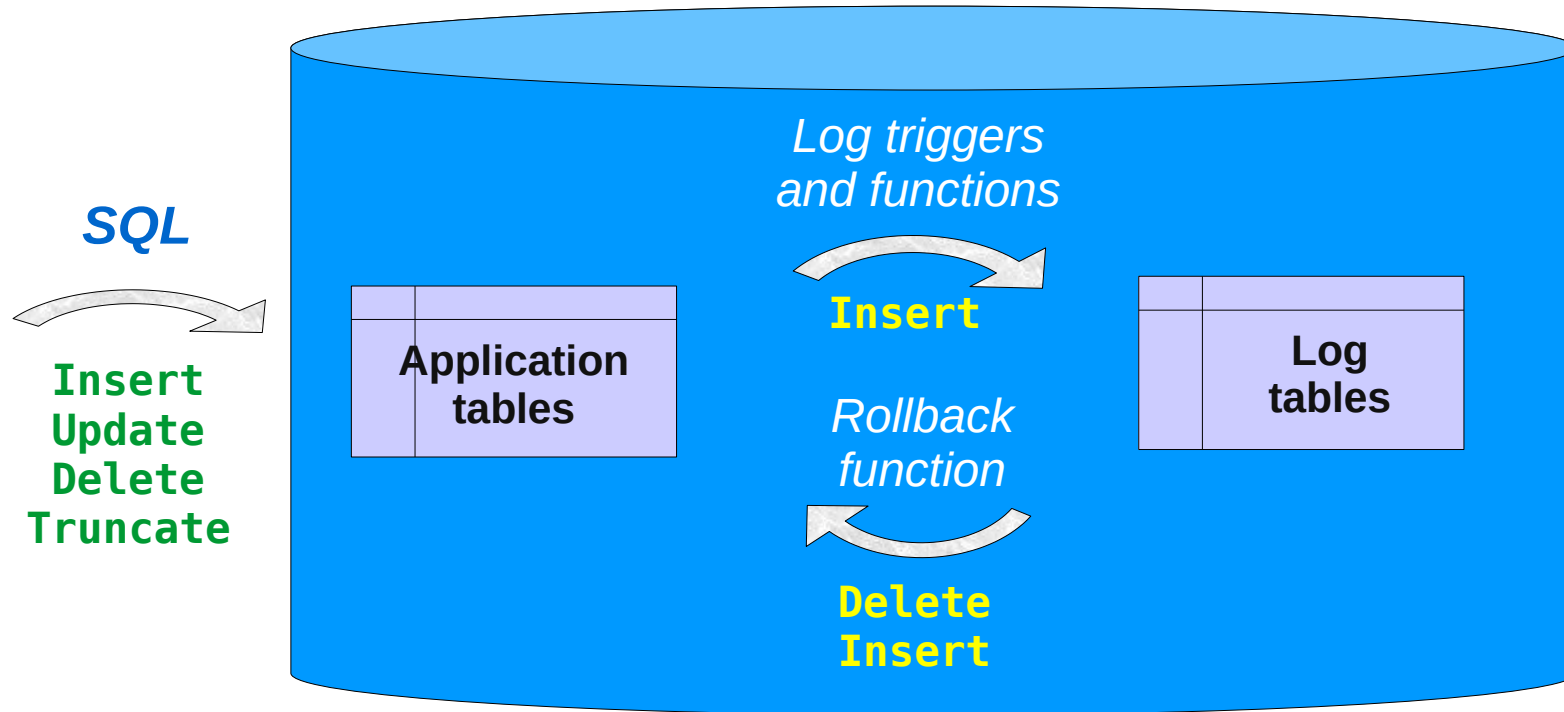 SQL
Insert
Update
Delete
Truncate
Application
tables
Log triggers
and functions
Insert
Rollback
function
Delete
Insert
Log
tables